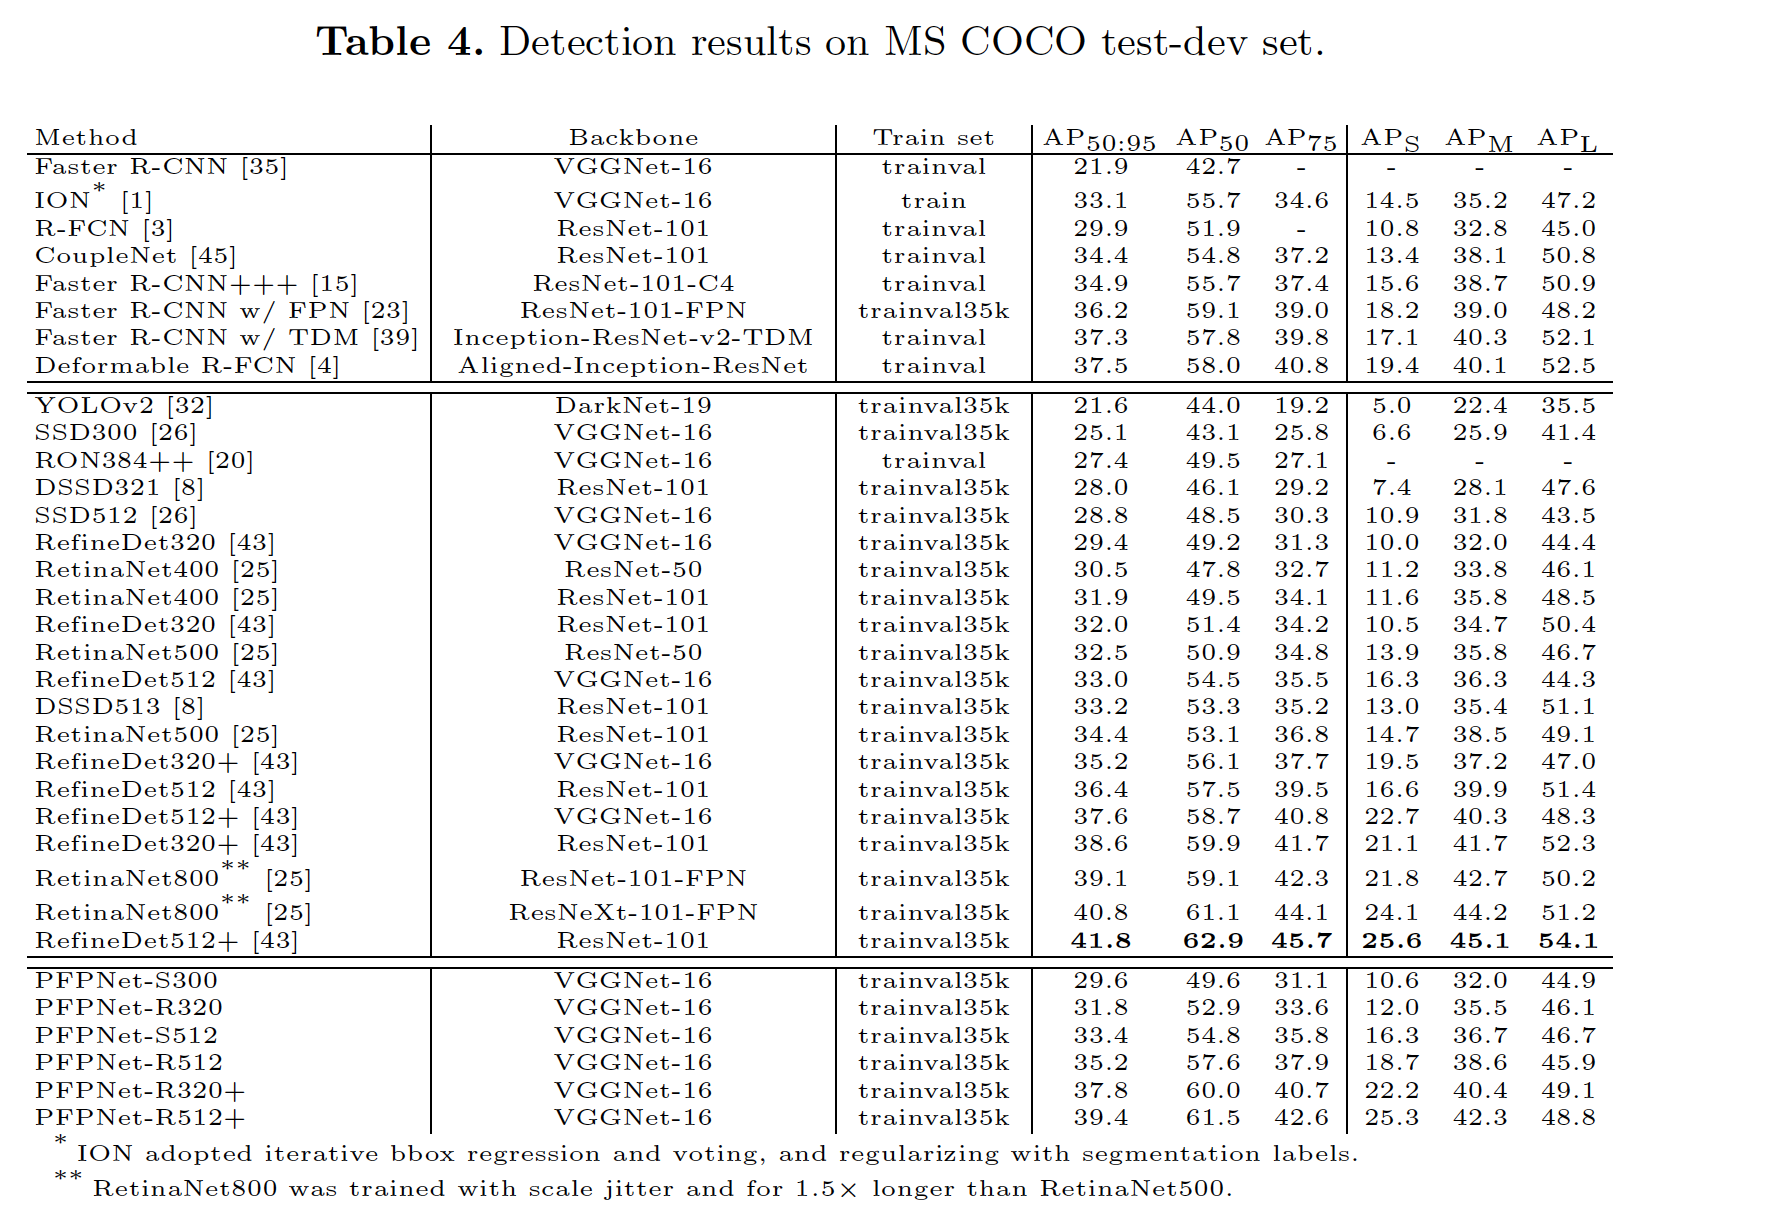 Table 4. Detection results on MS COCO test-dev set.
Method Backbone Train set AP50:95 AP50 AP75 APS APM APL
Faster R-CNN [35] VGGNet-16 trainval 21.9 42.7 - - - -
ION* [1] VGGNet-16 train 33.1 55.7 34.6 14.5 35.2 47.2
R-FCN [3] ResNet-101 trainval 29.9 51.9 - 10.8 32.8 45.0
CoupleNet [45] ResNet-101 trainval 34.4 54.8 37.2 13.4 38.1 50.8
Faster R-CNN+++ [15] ResNet-101-C4 trainval 34.9 55.7 37.4 15.6 38.7 50.9
Faster R-CNN w/ FPN [23] ResNet-101-FPN trainval35k 36.2 59.1 39.0 18.2 39.0 48.2
Faster R-CNN w/ TDM [39] Inception-ResNet-v2-TDM trainval 37.3 57.8 39.8 17.1 40.3 52.1
Deformable R-FCN [4] Aligned-Inception-ResNet trainval 37.5 58.0 40.8 19.4 40.1 52.5
YOLOv2 [32] DarkNet-19 trainval35k 21.6 44.0 19.2 5.0 22.4 35.5
SSD300 [26] VGGNet-16 trainval35k 25.1 43.1 25.8 6.6 25.9 41.4
RON384++ [20] VGGNet-16 trainval 27.4 49.5 27.1 - - -
DSSD321 [8] ResNet-101 trainval35k 28.0 46.1 29.2 7.4 28.1 47.6
SSD512 [26] VGGNet-16 trainval35k 28.8 48.5 30.3 10.9 31.8 43.5
RefineDet320 [43] VGGNet-16 trainval35k 29.4 49.2 31.3 10.0 32.0 44.4
RetinaNet400 [25] ResNet-50 trainval35k 30.5 47.8 32.7 11.2 33.8 46.1
RetinaNet400 [25] ResNet-101 trainval35k 31.9 49.5 34.1 11.6 35.8 48.5
RefineDet320 [43] ResNet-101 trainval35k 32.0 51.4 34.2 10.5 34.7 50.4
RetinaNet500 [25] ResNet-50 trainval35k 32.5 50.9 34.8 13.9 35.8 46.7
RefineDet512 [43] VGGNet-16 trainval35k 33.0 54.5 35.5 16.3 36.3 44.3
DSSD513 [8] ResNet-101 trainval35k 33.2 53.3 35.2 13.0 35.4 51.1
RetinaNet500 [25] ResNet-101 trainval35k 34.4 53.1 36.8 14.7 38.5 49.1
RefineDet320+ [43] VGGNet-16 trainval35k 35.2 56.1 37.7 19.5 37.2 47.0
RefineDet512 [43] ResNet-101 trainval35k 36.4 57.5 39.5 16.6 39.9 51.4
RefineDet512+ [43] VGGNet-16 trainval35k 37.6 58.7 40.8 22.7 40.3 48.3
RefineDet320+ [43] ResNet-101 trainval35k 38.6 59.9 41.7 21.1 41.7 52.3
RetinaNet800** [25] ResNet-101-FPN trainval35k 39.1 59.1 42.3 21.8 42.7 50.2
RetinaNet800** [25] ResNeXt-101-FPN trainval35k 40.8 61.1 44.1 24.1 44.2 51.2
RefineDet512+ [43] ResNet-101 trainval35k 41.8 62.9 45.7 25.6 45.1 54.1
PFPNet-S300 VGGNet-16 trainval35k 29.6 49.6 31.1 10.6 32.0 44.9
PFPNet-R320 VGGNet-16 trainval35k 31.8 52.9 33.6 12.0 35.5 46.1
PFPNet-S512 VGGNet-16 trainval35k 33.4 54.8 35.8 16.3 36.7 46.7
PFPNet-R512 VGGNet-16 trainval35k 35.2 57.6 37.9 18.7 38.6 45.9
PFPNet-R320+ VGGNet-16 trainval35k 37.8 60.0 40.7 22.2 40.4 49.1
PFPNet-R512+ VGGNet-16 trainval35k 39.4 61.5 42.6 25.3 42.3 48.8
* ION adopted iterative bbox regression and voting, and regularizing with segmentation labels.
** RetinaNet800 was trained with scale jitter and for 1.5× longer than RetinaNet500.